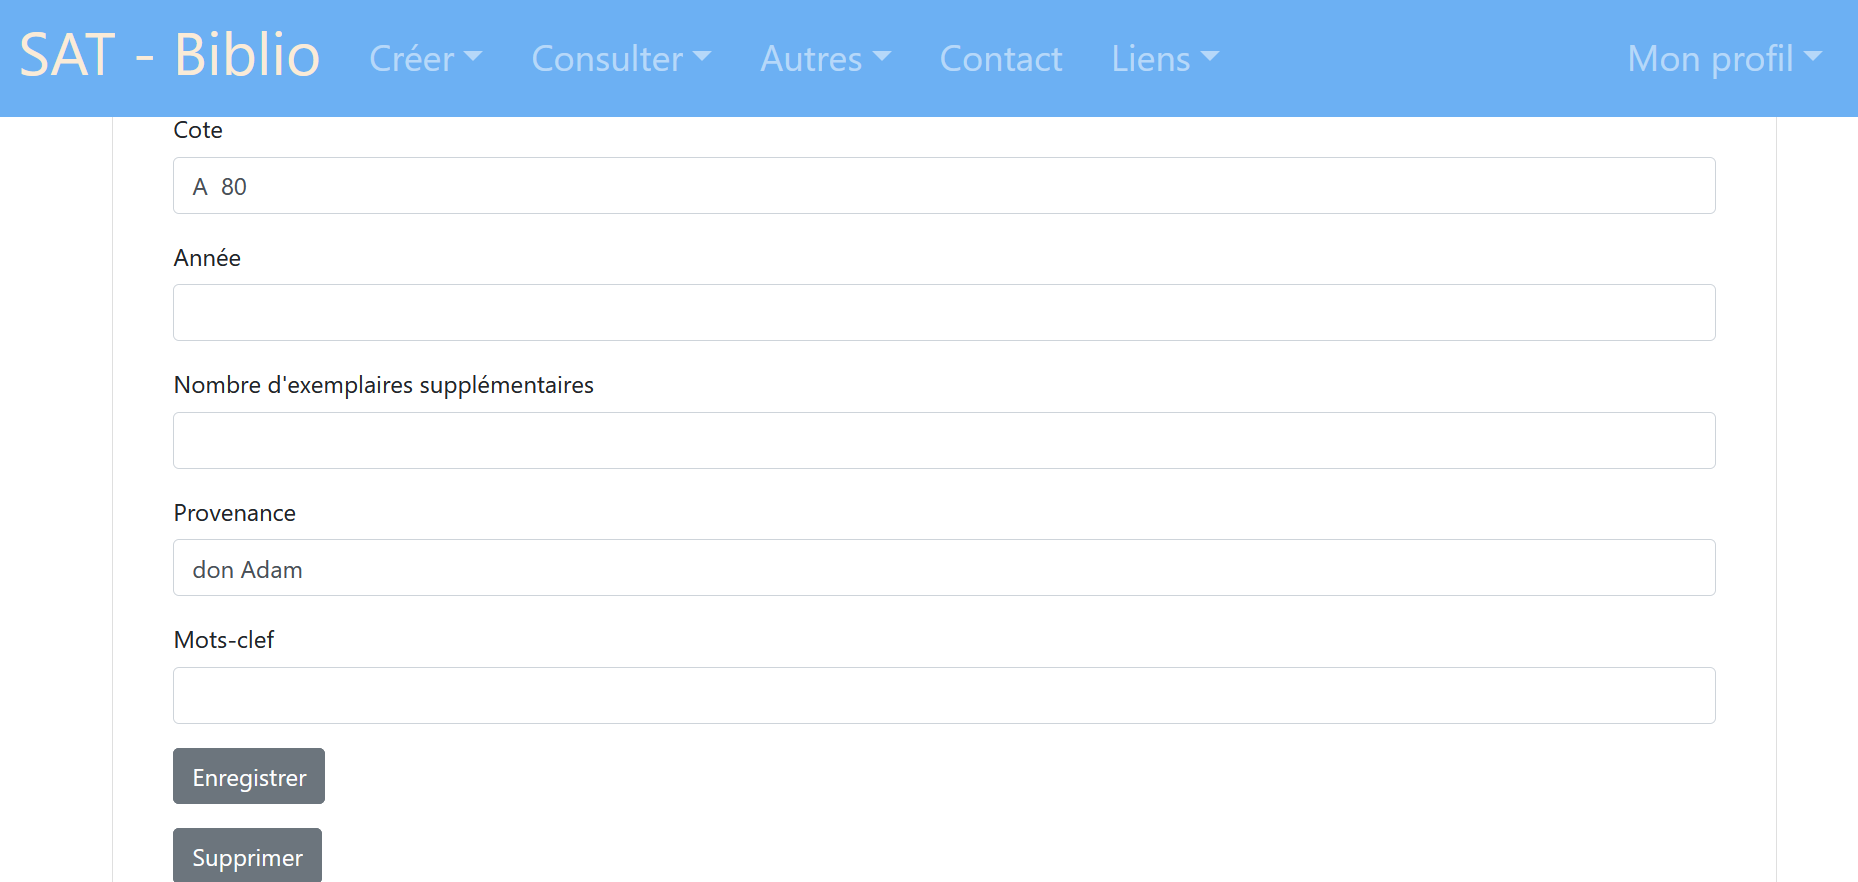 SAT - Biblio Créer Consulter Autres Contact Liens Mon profil
Cote
A  80
Année
Nombre d'exemplaires supplémentaires
Provenance
don Adam
Mots-clef
Enregistrer
Supprimer